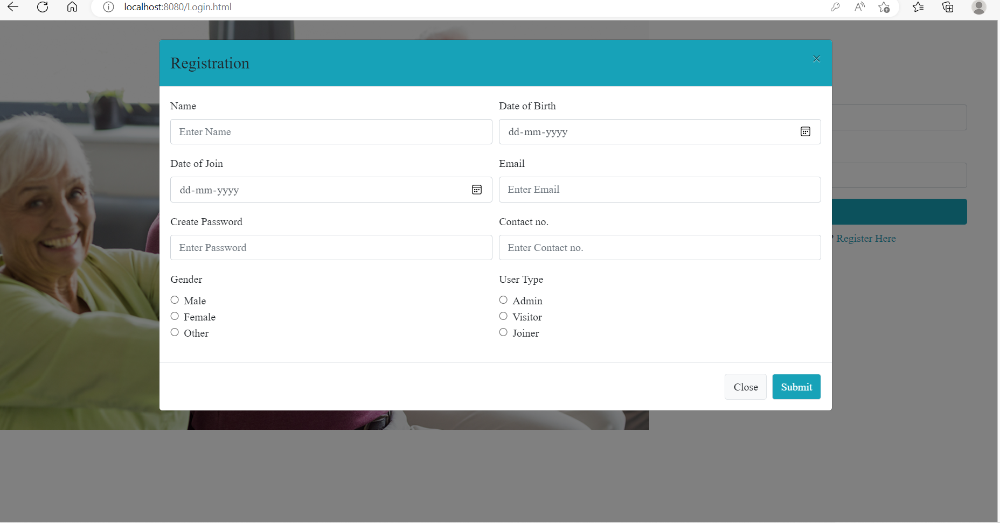 localhost:8080/Login.html
Registration
×
Name
Date of Birth
Enter Name
dd-mm-yyyy
Date of Join
Email
dd-mm-yyyy
Enter Email
Create Password
Contact no.
Enter Password
Enter Contact no.
? Register Here
Gender
User Type
Male
Admin
Female
Visitor
Other
Joiner
Close
Submit